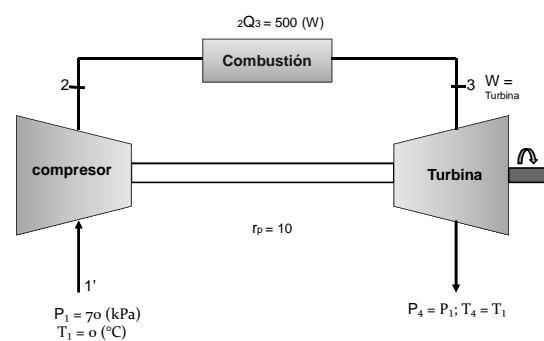 ₂Q₃ = 500 (W)
Combustión
2
3 W =
Turbina
compresor
Turbina
rₚ = 10
1'
P₁ = 70 (kPa)
T₁ = 0 (°C)
P₄ = P₁; T₄ = T₁